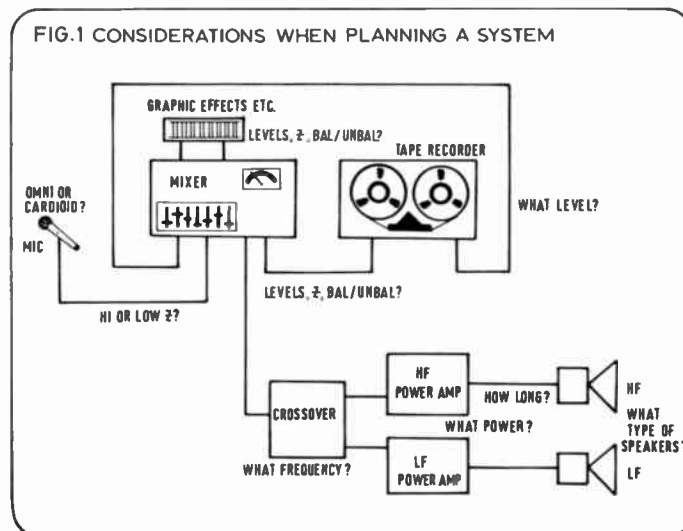 FIG.1 CONSIDERATIONS WHEN PLANNING A SYSTEM
GRAPHIC EFFECTS ETC.
LEVELS, Z, BAL/UNBAL?
TAPE RECORDER
MIXER
OMNI OR
CARDIOID?
MIC
WHAT LEVEL?
LEVELS, Z, BAL/UNBAL?
HI OR LOW Z?
HF
POWER AMP
HOW LONG?
HF
CROSSOVER
WHAT POWER?
WHAT
TYPE OF
SPEAKERS?
WHAT FREQUENCY?
LF
POWER AMP
LF